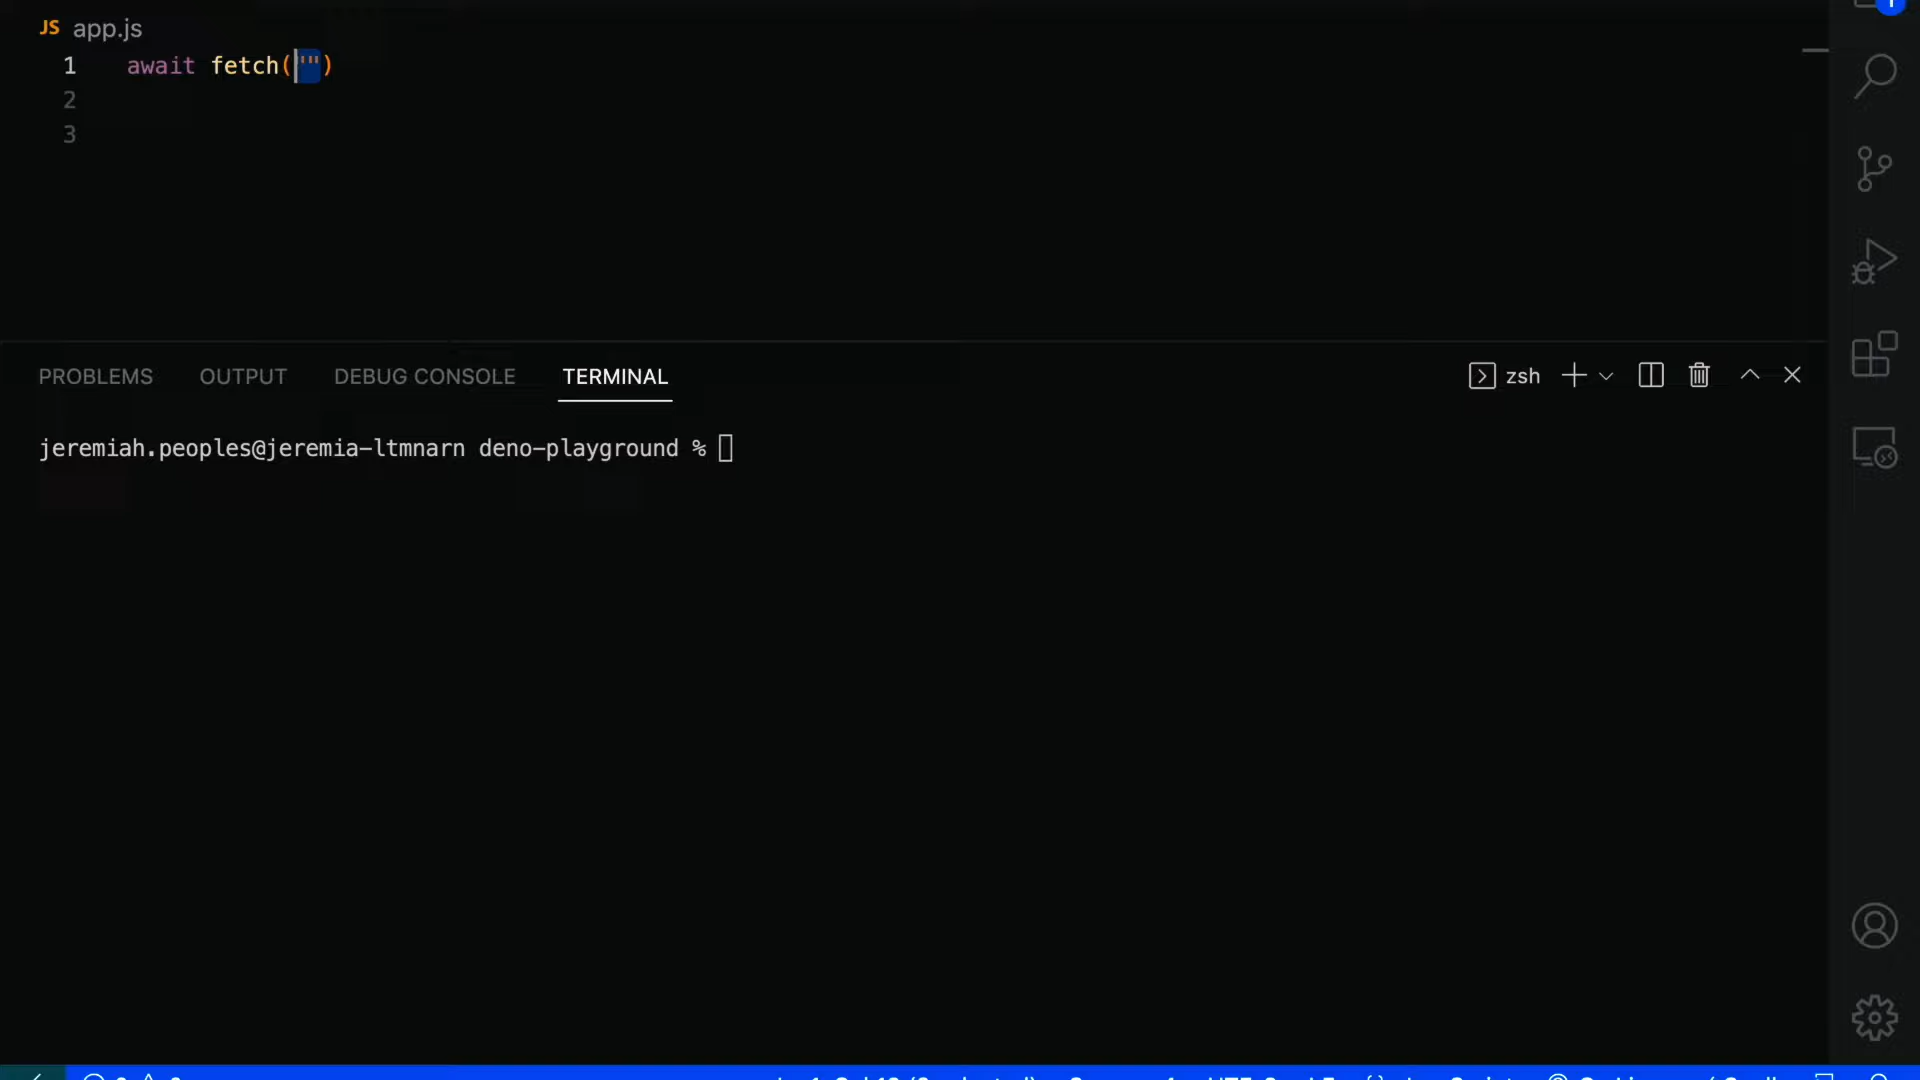 JS app.js
1 await fetch("")
2
3
PROBLEMS OUTPUT DEBUG CONSOLE TERMINAL
zsh
jeremiah.peoples@jeremia-ltmnarn deno-playground %